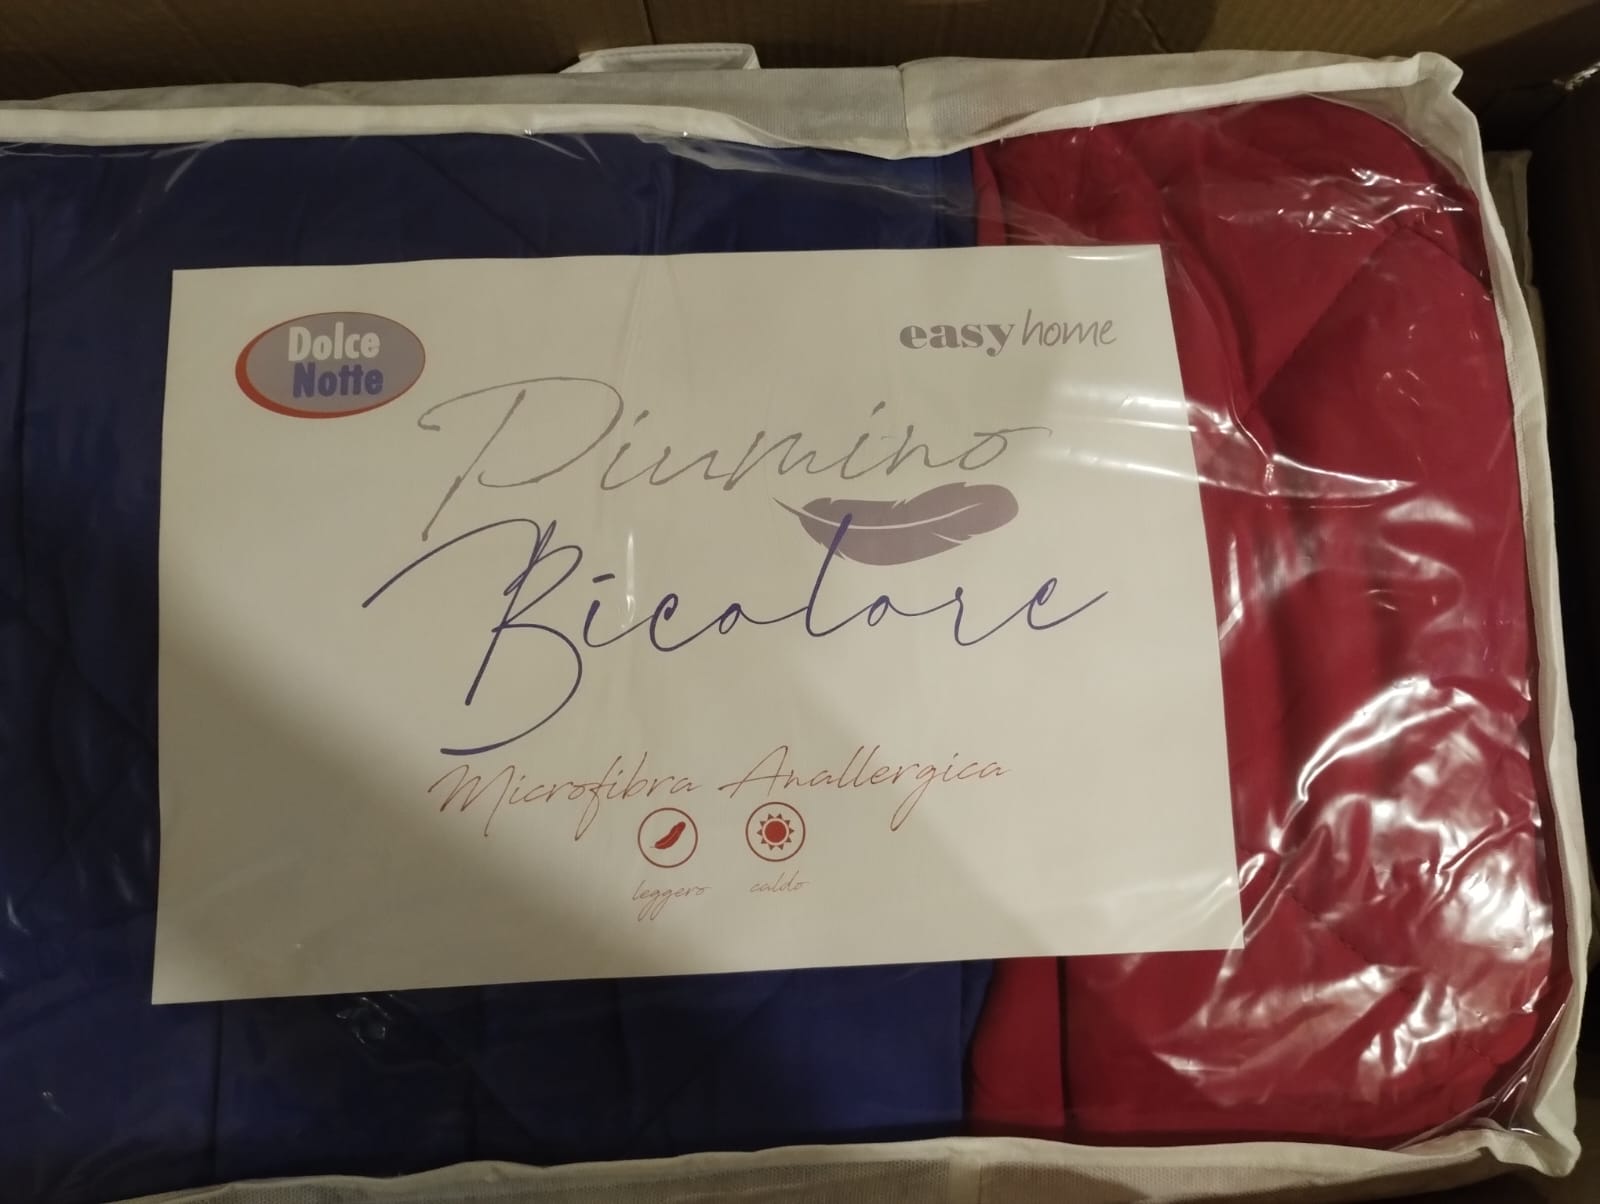 Dolce
Notte
easy home
Piumino
Bicolore
Microfibra Anallergica
leggero caldo